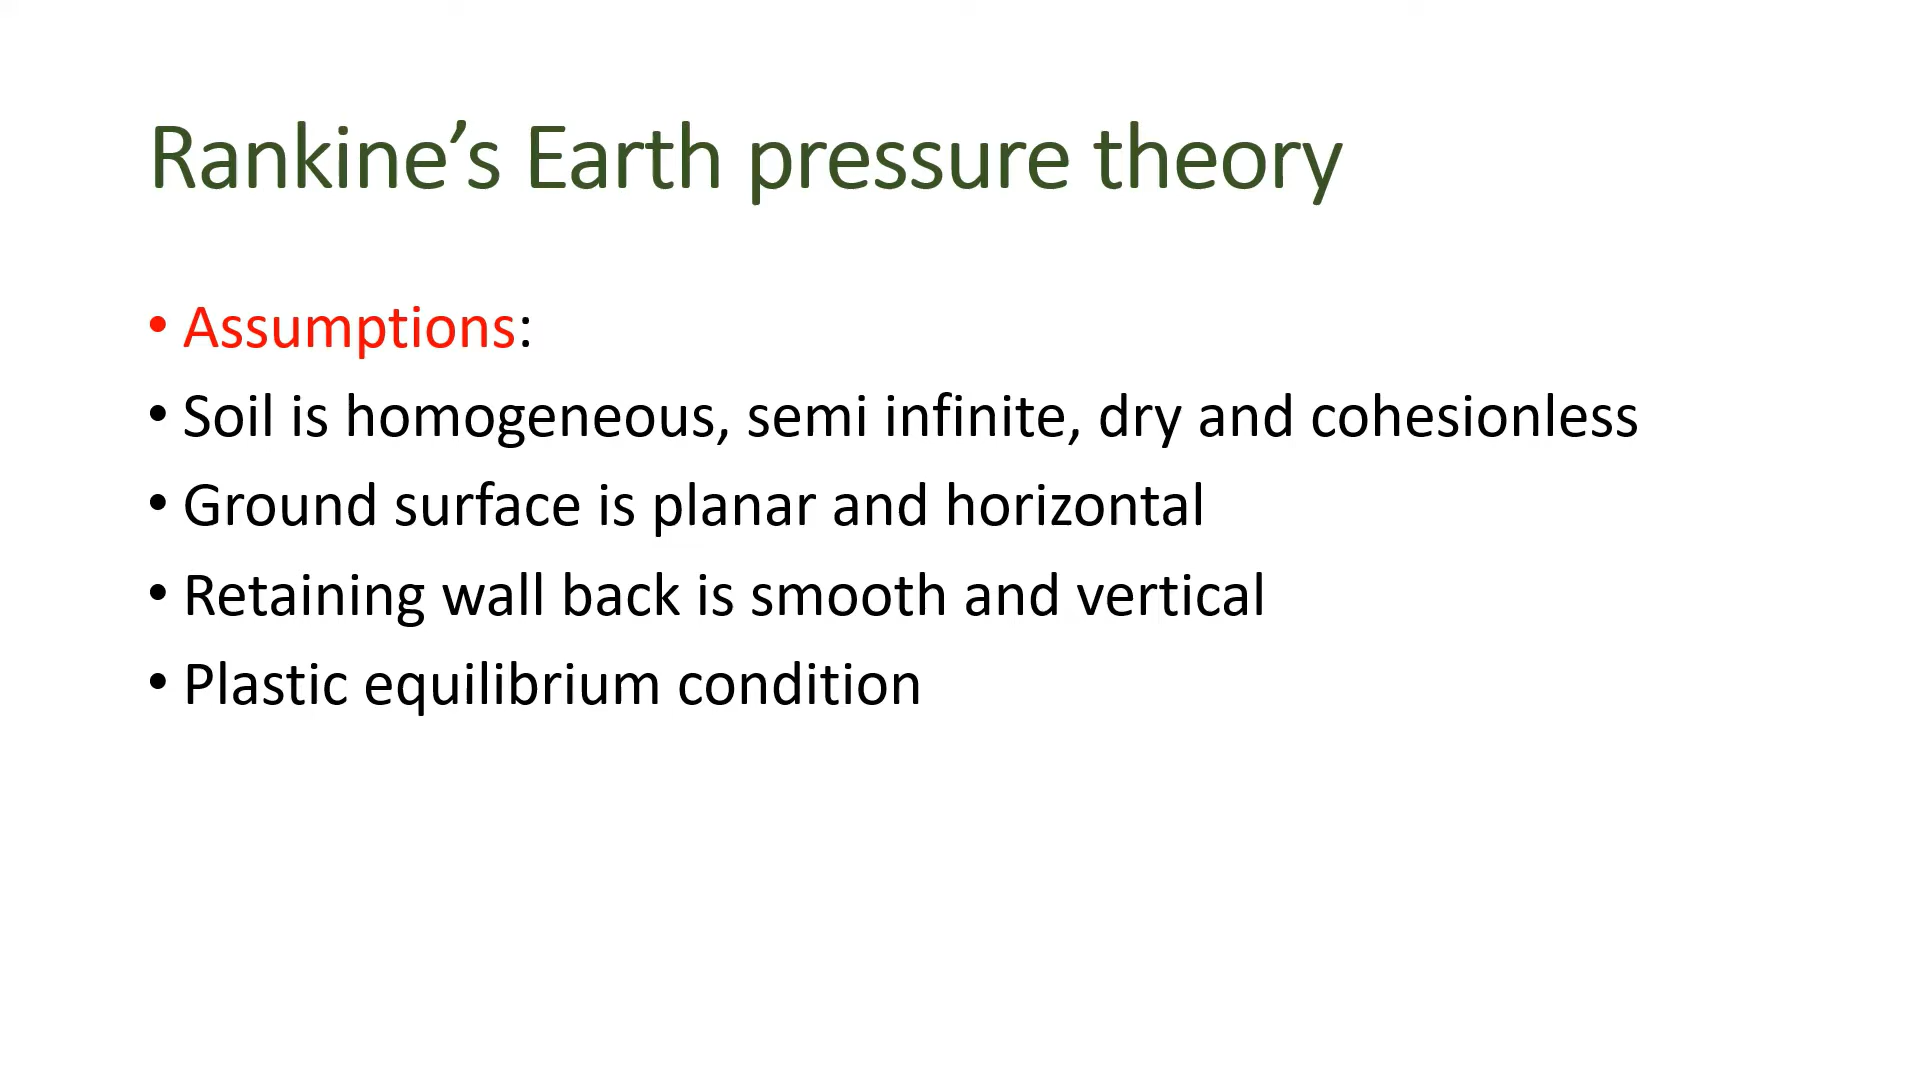 Rankine’s Earth pressure theory
• Assumptions:
• Soil is homogeneous, semi infinite, dry and cohesionless
• Ground surface is planar and horizontal
• Retaining wall back is smooth and vertical
• Plastic equilibrium condition